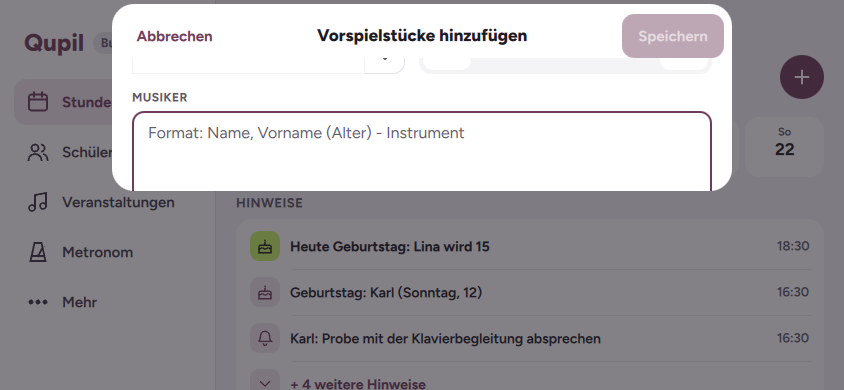 Abbrechen
Vorspielstücke hinzufügen
Speichern
MUSIKER
Format: Name, Vorname (Alter) - Instrument
Qupil
Stunde
Schüler
Veranstaltungen
Metronom
Mehr
So
22
HINWEISE
Heute Geburtstag: Lina wird 15
18:30
Geburtstag: Karl (Sonntag, 12)
16:30
Karl: Probe mit der Klavierbegleitung absprechen
16:30
+ 4 weitere Hinweise